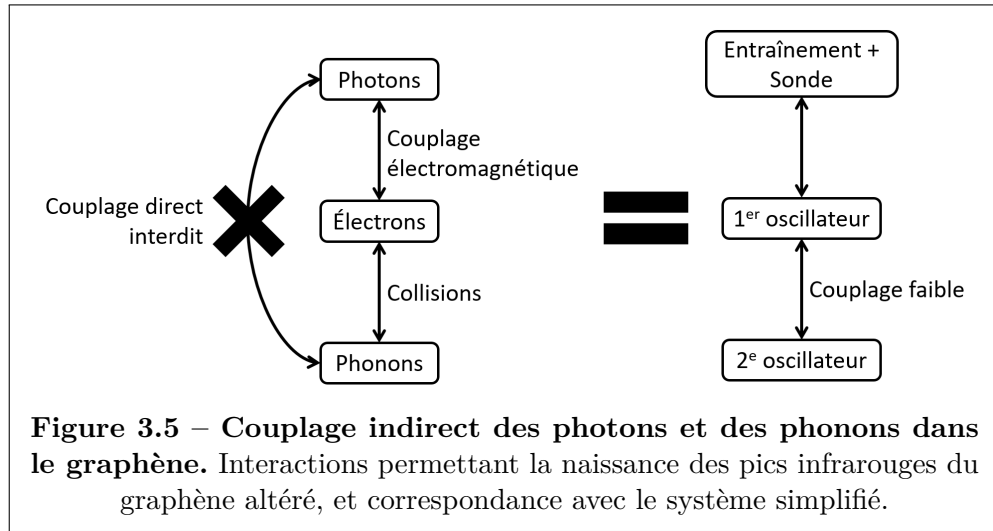 Photons
Couplage
électromagnétique
Couplage direct
interdit
Électrons
Collisions
Phonons
Entraînement +
Sonde
1er oscillateur
Couplage faible
2e oscillateur
Figure 3.5 – Couplage indirect des photons et des phonons dans
le graphène. Interactions permettant la naissance des pics infrarouges du
graphène altéré, et correspondance avec le système simplifié.